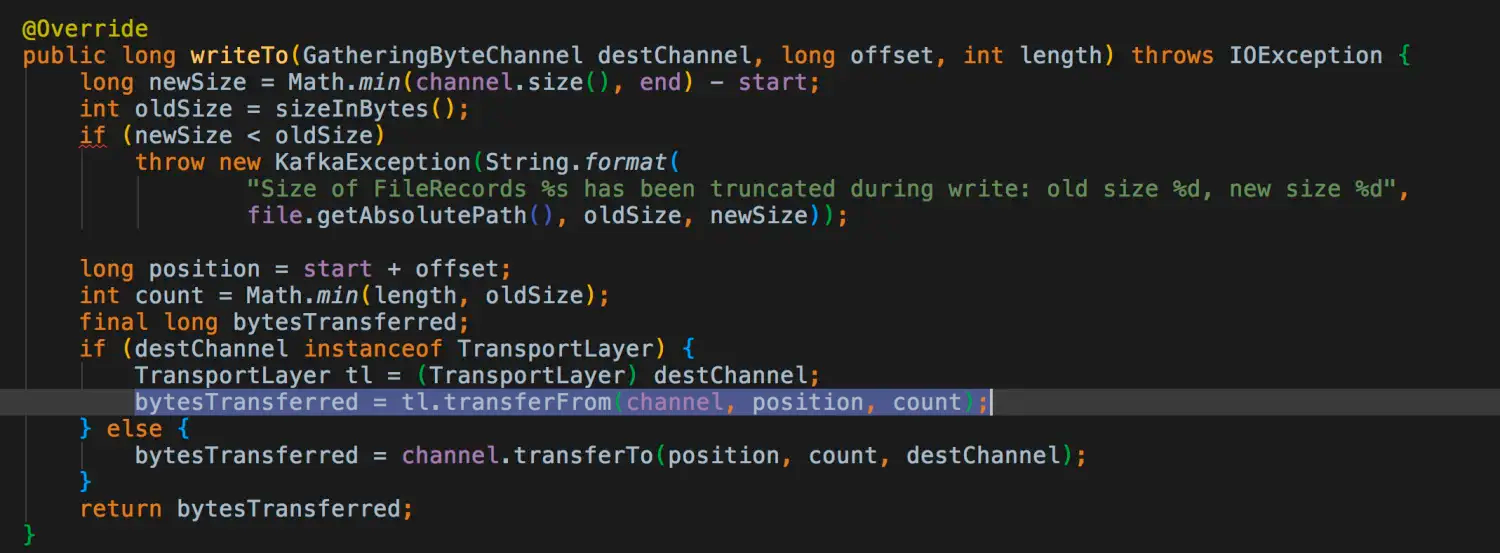 @Override
public long writeTo(GatheringByteChannel destChannel, long offset, int length) throws IOException {
    long newSize = Math.min(channel.size(), end) - start;
    int oldSize = sizeInBytes();
    if (newSize < oldSize)
        throw new KafkaException(String.format(
                "Size of FileRecords %s has been truncated during write: old size %d, new size %d",
                file.getAbsolutePath(), oldSize, newSize));

    long position = start + offset;
    int count = Math.min(length, oldSize);
    final long bytesTransferred;
    if (destChannel instanceof TransportLayer) {
        TransportLayer tl = (TransportLayer) destChannel;
        bytesTransferred = tl.transferFrom(channel, position, count);
    } else {
        bytesTransferred = channel.transferTo(position, count, destChannel);
    }
    return bytesTransferred;
}